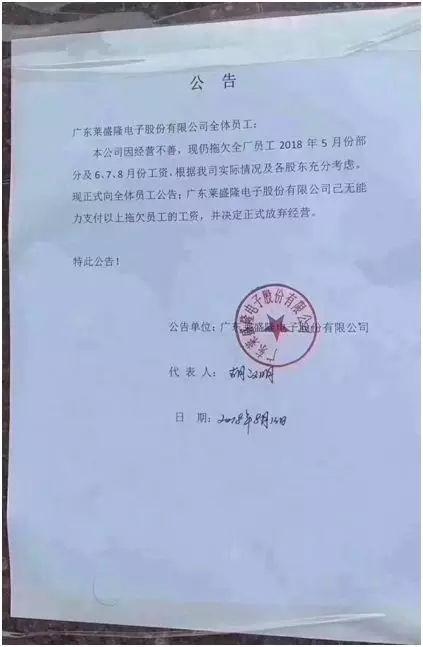 公 告
广东莱盛隆电子股份有限公司全体员工：
本公司因经营不善，现仍拖欠全厂员工 2018 年 5 月份部
分及 6、7、8 月份工资，根据我司实际情况及各股东充分考虑。
现正式向全体员工公告；广东莱盛隆电子股份有限公司已无能
力支付以上拖欠员工的工资，并决定正式放弃经营。
特此公告！
公告单位：广东莱盛隆电子股份有限公司
广东莱盛隆电子股份有限公司
代 表 人：胡汉明
日 期：2018年8月